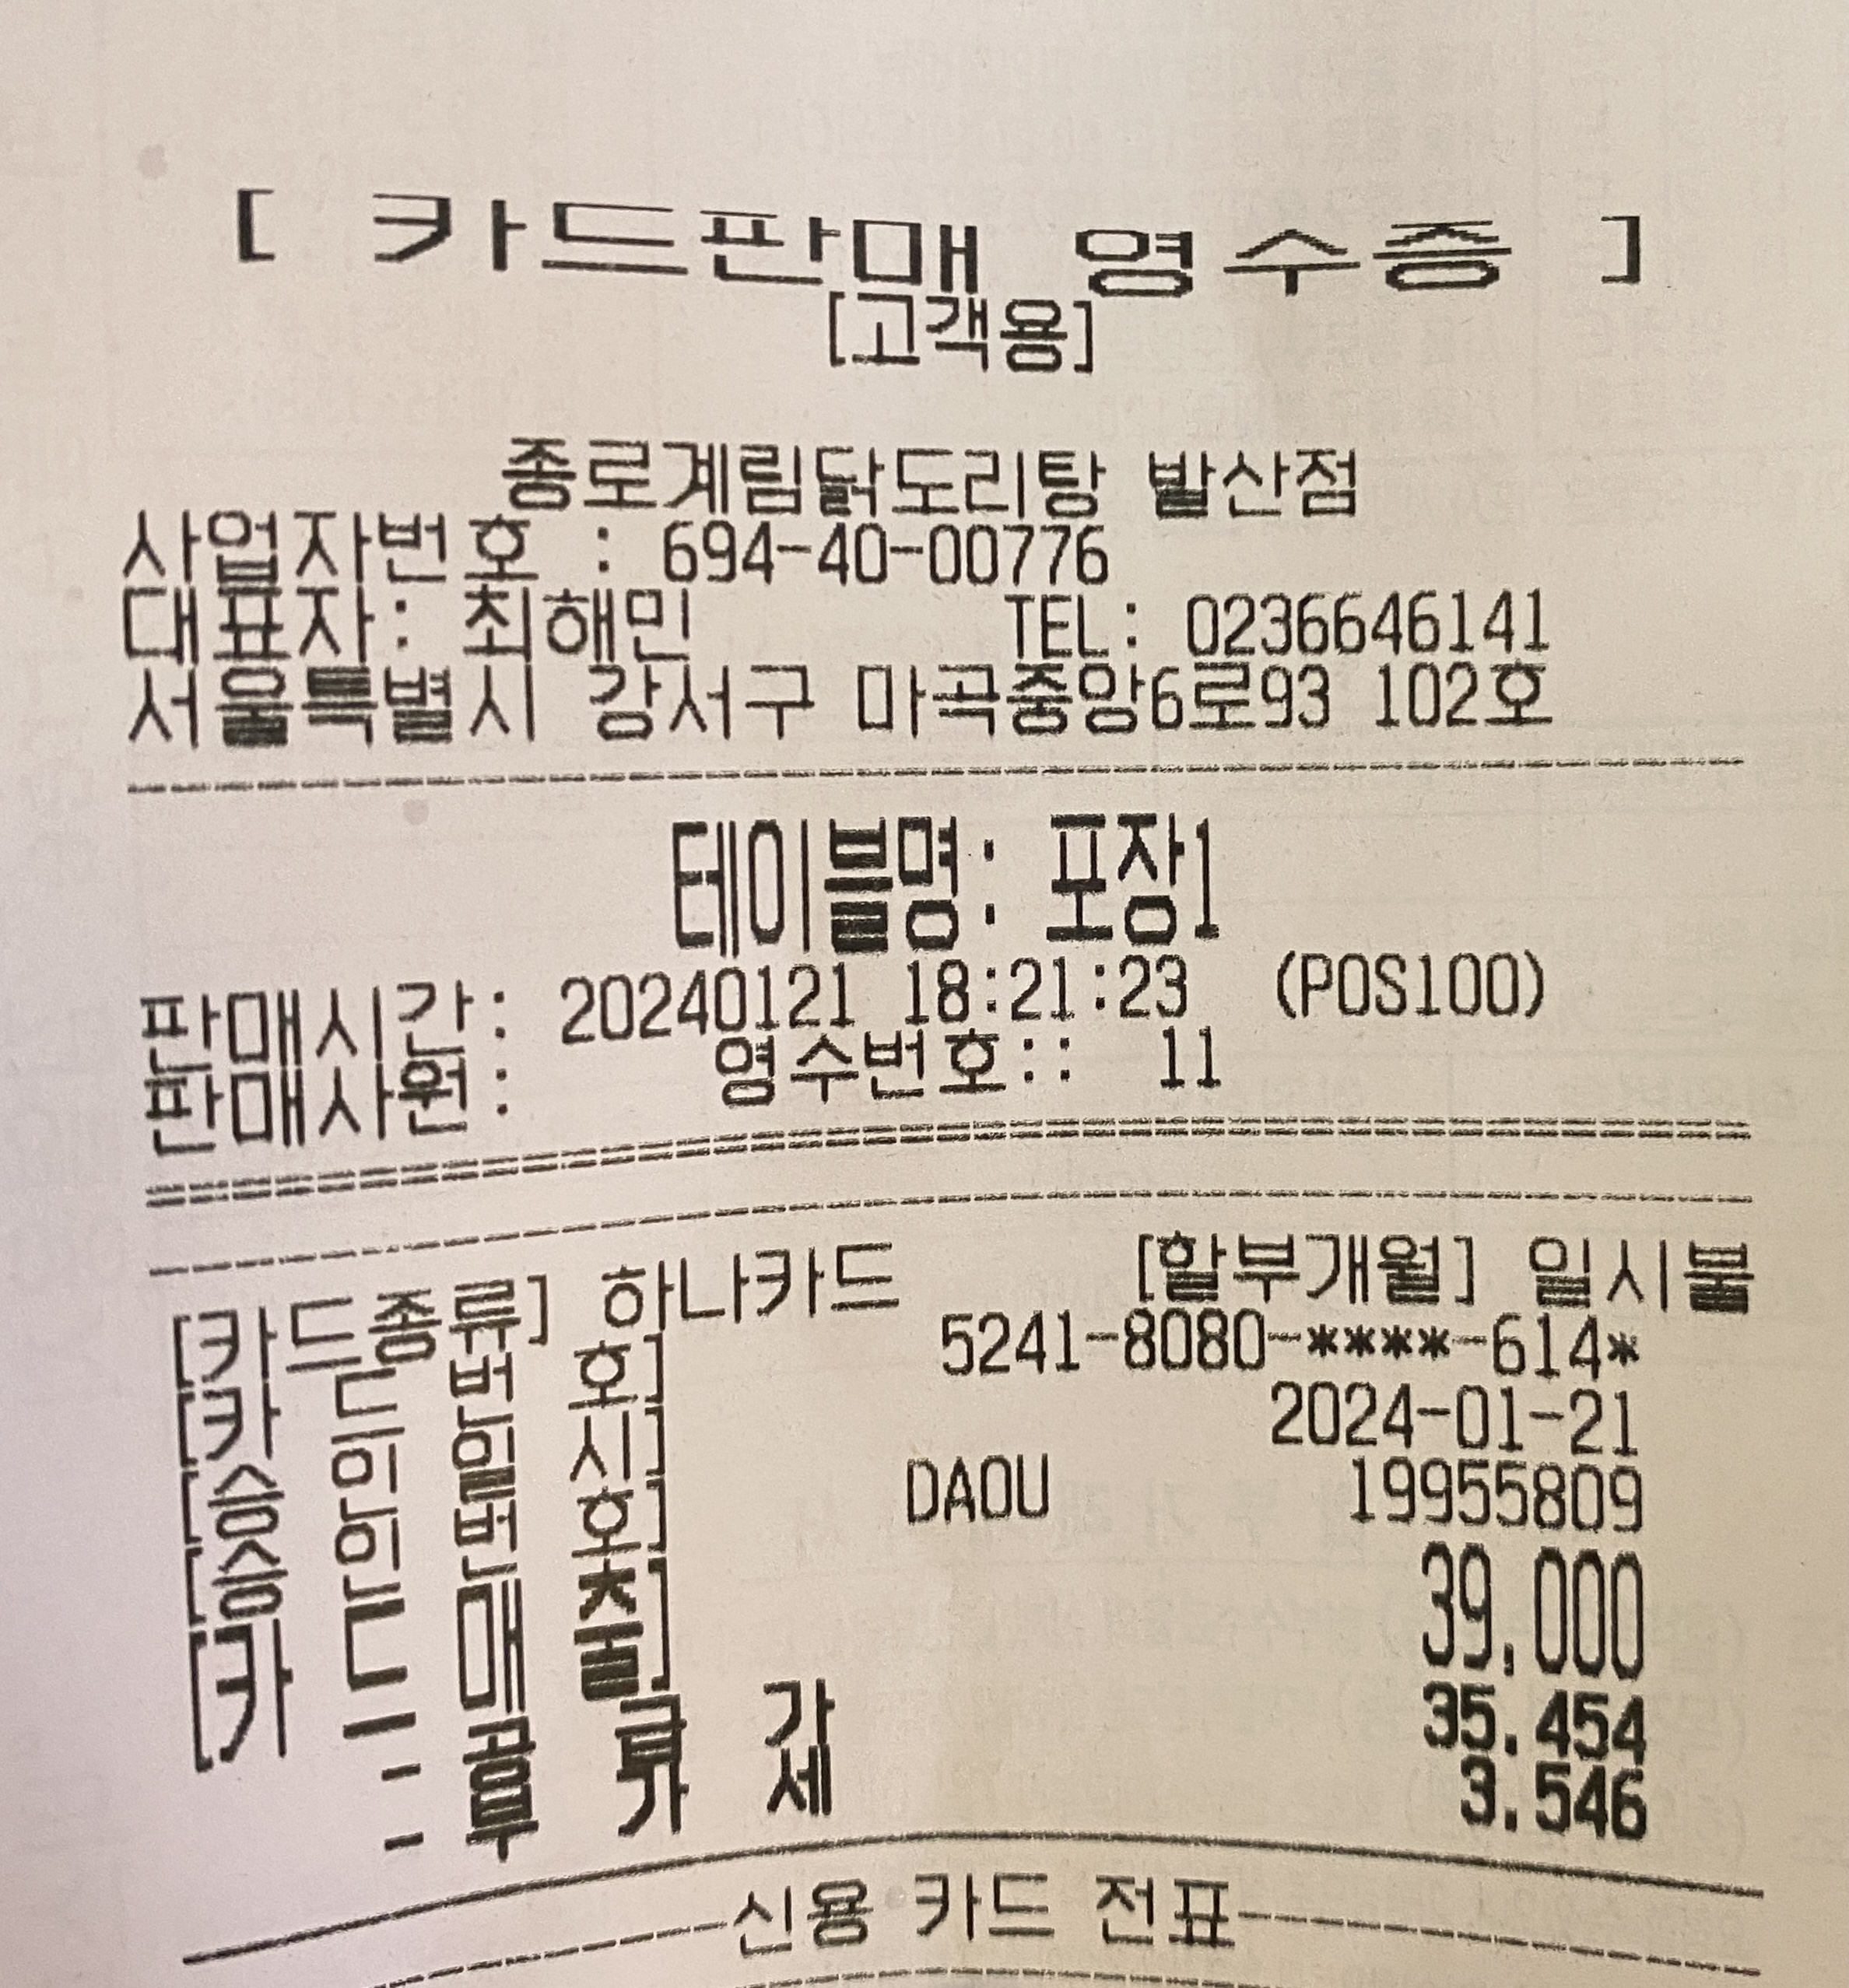 [ 카드판매 영수증 ]
[고객용]
종로계림닭도리탕 발산점
사업자번호 : 694-40-00776
대표자: 최해민 TEL: 0236646141
서울특별시 강서구 마곡중앙6로93 102호
테이블명: 포장1
판매시간: 20240121 18:21:23 (POS100)
판매사원: 영수번호:: 11
[카드종류] 하나카드 [할부개월] 일시불
[카 드 번 호] 5241-8080-****-614*
[승 인 일 시] 2024-01-21
[승 인 번 호] DAOU 19955809
[카 드 매 출] 39,000
- 공 급 가 35.454
- 부 가 세 3.546
신용 카드 전표